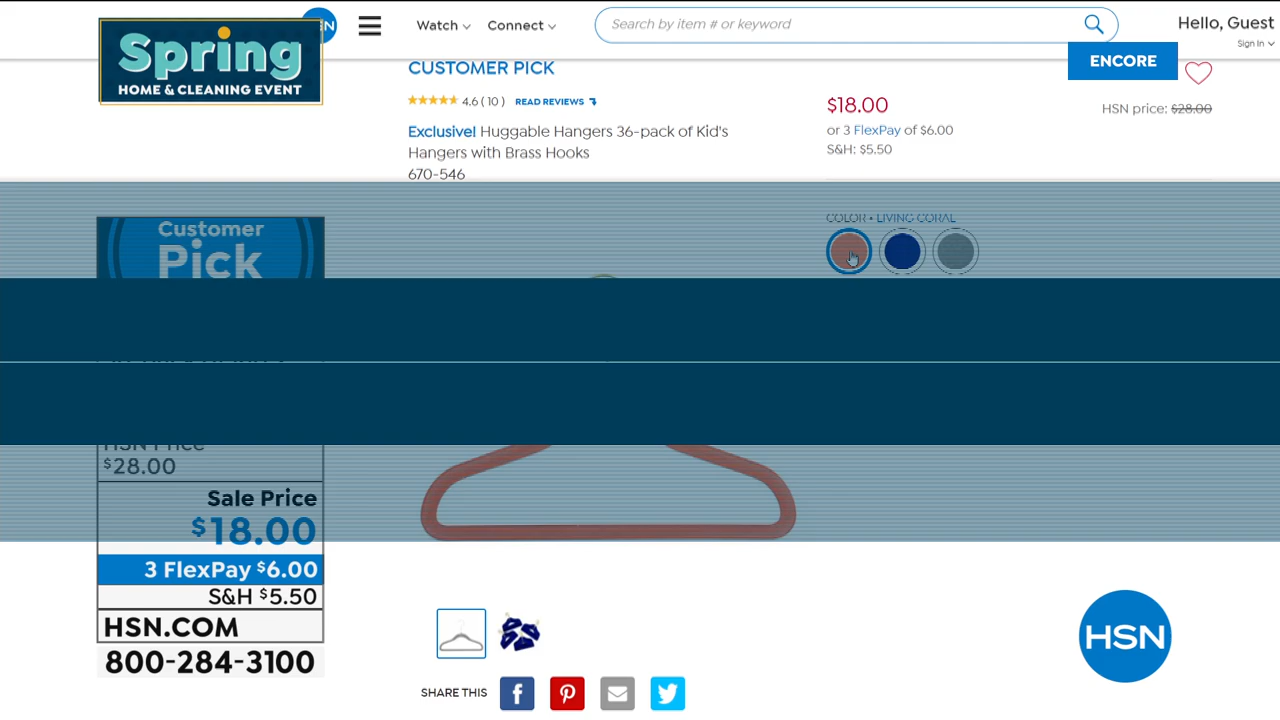 Spring
HOME & CLEANING EVENT
Watch
Connect
Search by item # or keyword
Hello, Guest
Sign In
ENCORE
CUSTOMER PICK
4.6 ( 10 ) READ REVIEWS
Exclusive! Huggable Hangers 36-pack of Kid's
Hangers with Brass Hooks
670-546
$18.00
or 3 FlexPay of $6.00
S&H: $5.50
HSN price: $28.00
COLOR • LIVING CORAL
Customer
Pick
HSN Price
$28.00
Sale Price
$18.00
3 FlexPay $6.00
S&H $5.50
HSN.COM
800-284-3100
SHARE THIS
HSN